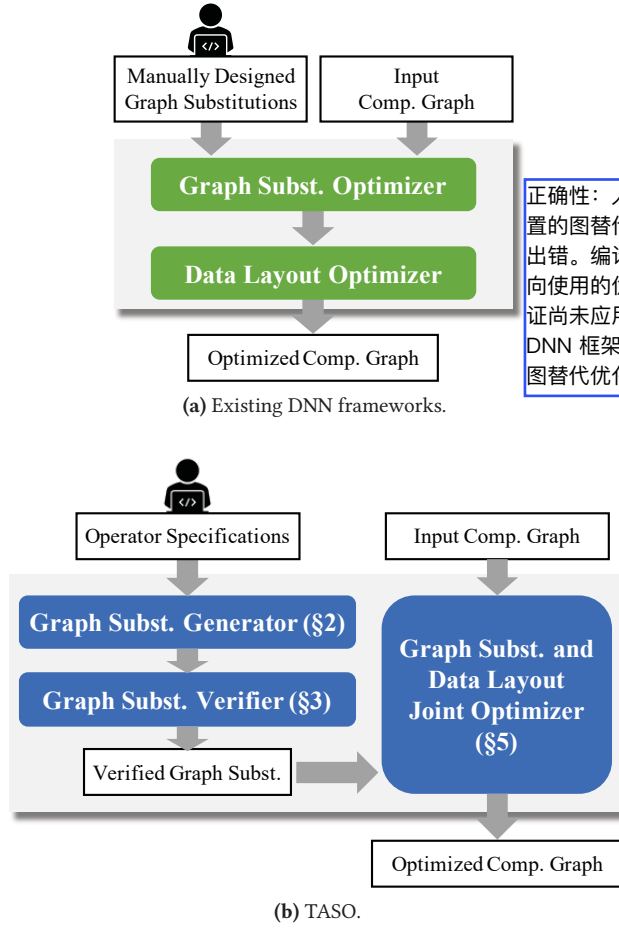 </>
Manually Designed
Graph Substitutions
Input
Comp. Graph
Graph Subst. Optimizer
Data Layout Optimizer
Optimized Comp. Graph
(a) Existing DNN frameworks.
正确性：
置的图替代
出错。编译
向使用的优
证尚未应用
DNN 框架
图替代优化
</>
Operator Specifications
Input Comp. Graph
Graph Subst. Generator (§2)
Graph Subst. Verifier (§3)
Verified Graph Subst.
Graph Subst. and
Data Layout
Joint Optimizer
(§5)
Optimized Comp. Graph
(b) TASO.